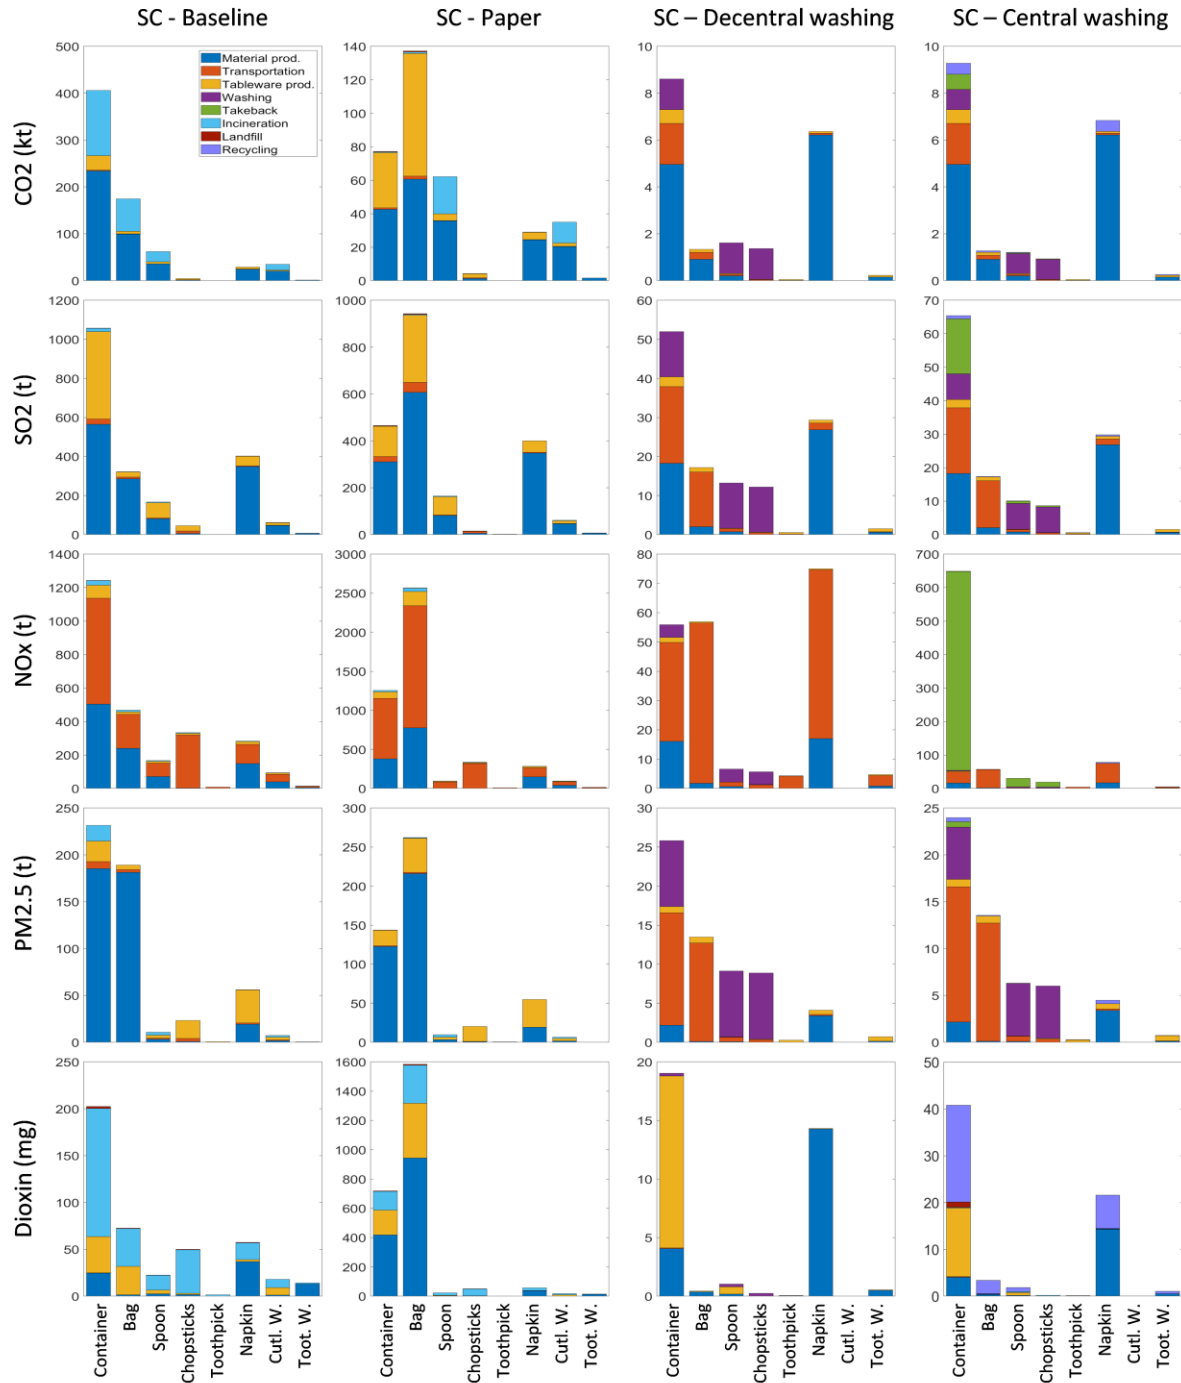 SC - Baseline
SC - Paper
SC – Decentral washing
SC – Central washing
CO2 (kt)
500
400
300
200
100
0
Material prod.
Transportation
Tableware prod.
Washing
Takeback
Incineration
Landfill
Recycling
140
120
100
80
60
40
20
0
10
8
6
4
2
0
10
8
6
4
2
0
SO2 (t)
1200
1000
800
600
400
200
0
1000
800
600
400
200
0
60
50
40
30
20
10
0
70
60
50
40
30
20
10
0
NOx (t)
1400
1200
1000
800
600
400
200
0
3000
2500
2000
1500
1000
500
0
80
70
60
50
40
30
20
10
0
700
600
500
400
300
200
100
0
PM2.5 (t)
250
200
150
100
50
0
300
250
200
150
100
50
0
30
25
20
15
10
5
0
25
20
15
10
5
0
Dioxin (mg)
250
200
150
100
50
0
1600
1400
1200
1000
800
600
400
200
0
20
15
10
5
0
50
40
30
20
10
0
Container
Bag
Spoon
Chopsticks
Toothpick
Napkin
Cutl. W.
Toot. W.
Container
Bag
Spoon
Chopsticks
Toothpick
Napkin
Cutl. W.
Toot. W.
Container
Bag
Spoon
Chopsticks
Toothpick
Napkin
Cutl. W.
Toot. W.
Container
Bag
Spoon
Chopsticks
Toothpick
Napkin
Cutl. W.
Toot. W.